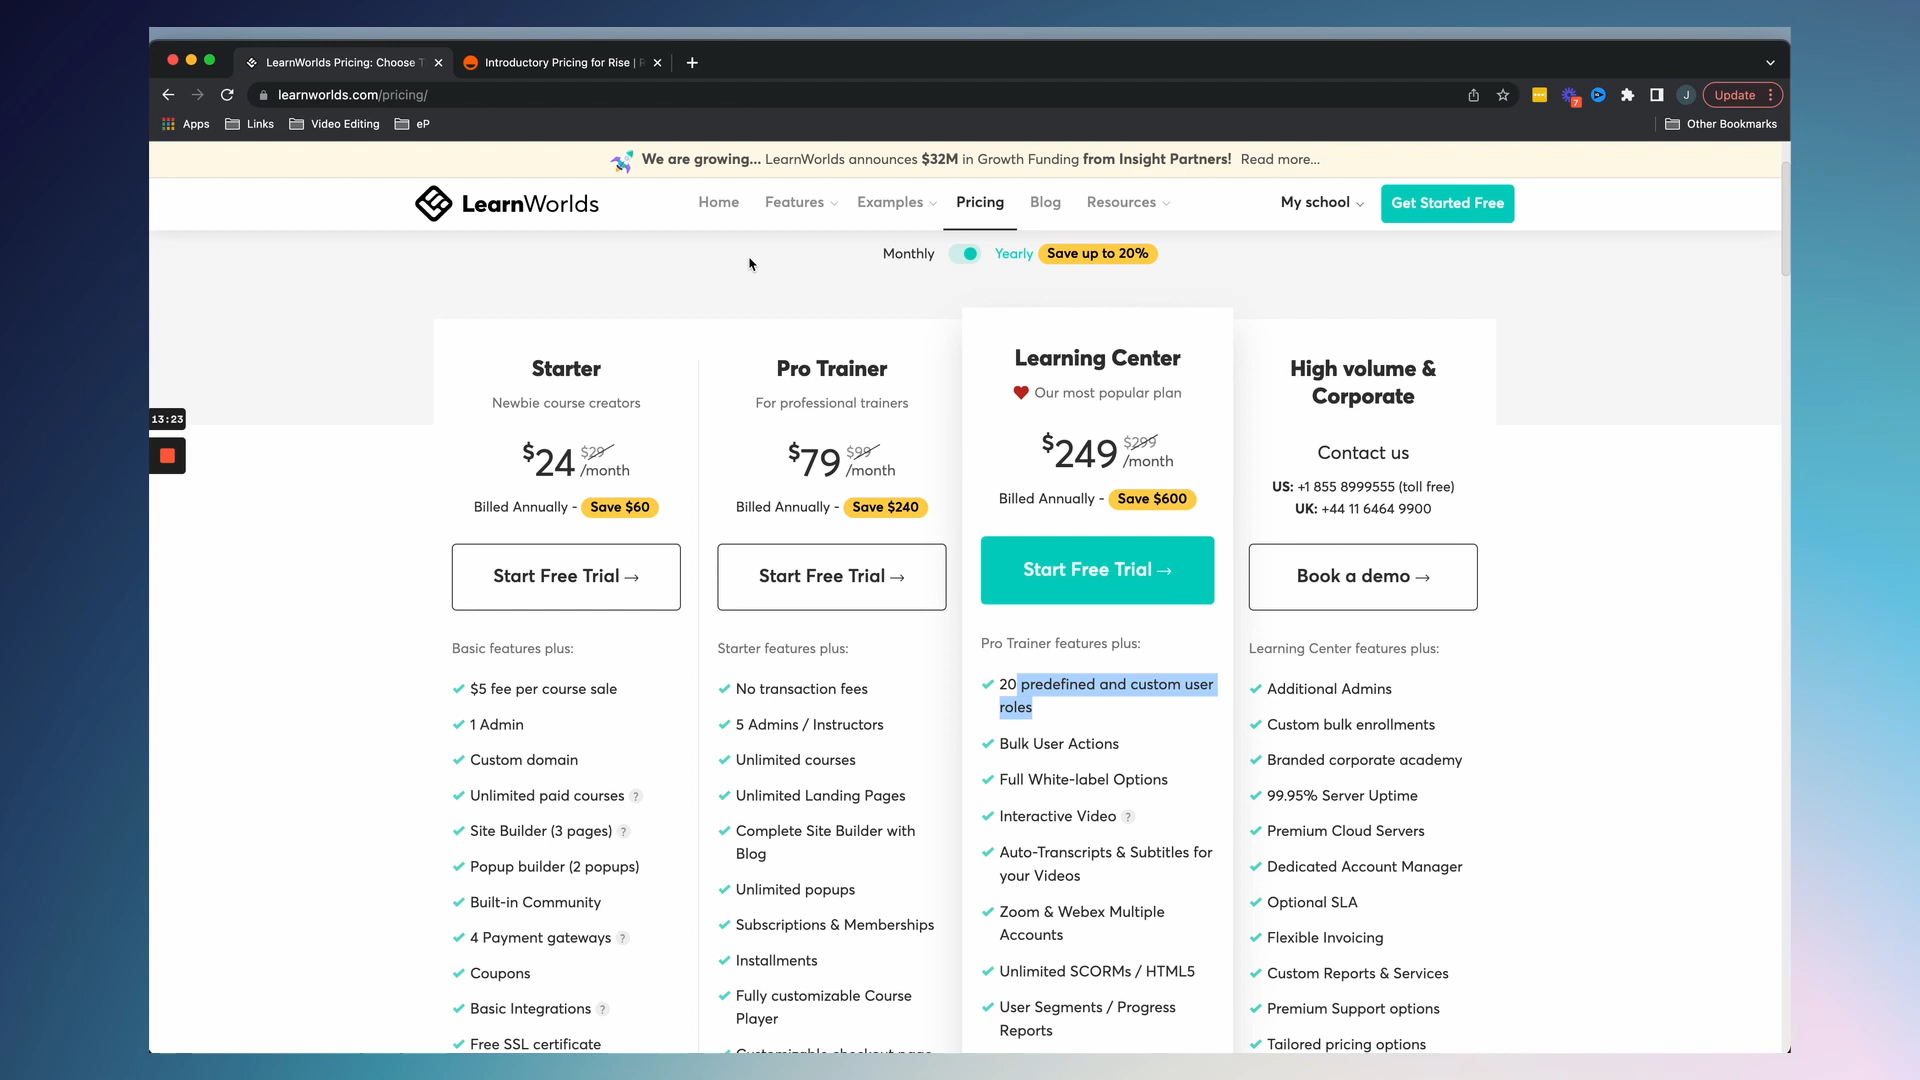 LearnWorlds Pricing: Choose T
Introductory Pricing for Rise |
learnworlds.com/pricing/
7
J
Update
Apps
Links
Video Editing
eP
Other Bookmarks
We are growing... LearnWorlds announces $32M in Growth Funding from Insight Partners! Read more...
LearnWorlds
Home
Features
Examples
Pricing
Blog
Resources
My school
Get Started Free
Monthly
Yearly
Save up to 20%
13:23
Starter
Newbie course creators
$24 $29 /month
Billed Annually - Save $60
Start Free Trial →
Basic features plus:
$5 fee per course sale
1 Admin
Custom domain
Unlimited paid courses ?
Site Builder (3 pages) ?
Popup builder (2 popups)
Built-in Community
4 Payment gateways ?
Coupons
Basic Integrations ?
Free SSL certificate
Pro Trainer
For professional trainers
$79 $99 /month
Billed Annually - Save $240
Start Free Trial →
Starter features plus:
No transaction fees
5 Admins / Instructors
Unlimited courses
Unlimited Landing Pages
Complete Site Builder with
Blog
Unlimited popups
Subscriptions & Memberships
Installments
Fully customizable Course
Player
Customizable checkout page
Learning Center
Our most popular plan
$249 $299 /month
Billed Annually - Save $600
Start Free Trial →
Pro Trainer features plus:
20 predefined and custom user
roles
Bulk User Actions
Full White-label Options
Interactive Video ?
Auto-Transcripts & Subtitles for
your Videos
Zoom & Webex Multiple
Accounts
Unlimited SCORMs / HTML5
User Segments / Progress
Reports
High volume &
Corporate
Contact us
US: +1 855 8999555 (toll free)
UK: +44 11 6464 9900
Book a demo →
Learning Center features plus:
Additional Admins
Custom bulk enrollments
Branded corporate academy
99.95% Server Uptime
Premium Cloud Servers
Dedicated Account Manager
Optional SLA
Flexible Invoicing
Custom Reports & Services
Premium Support options
Tailored pricing options